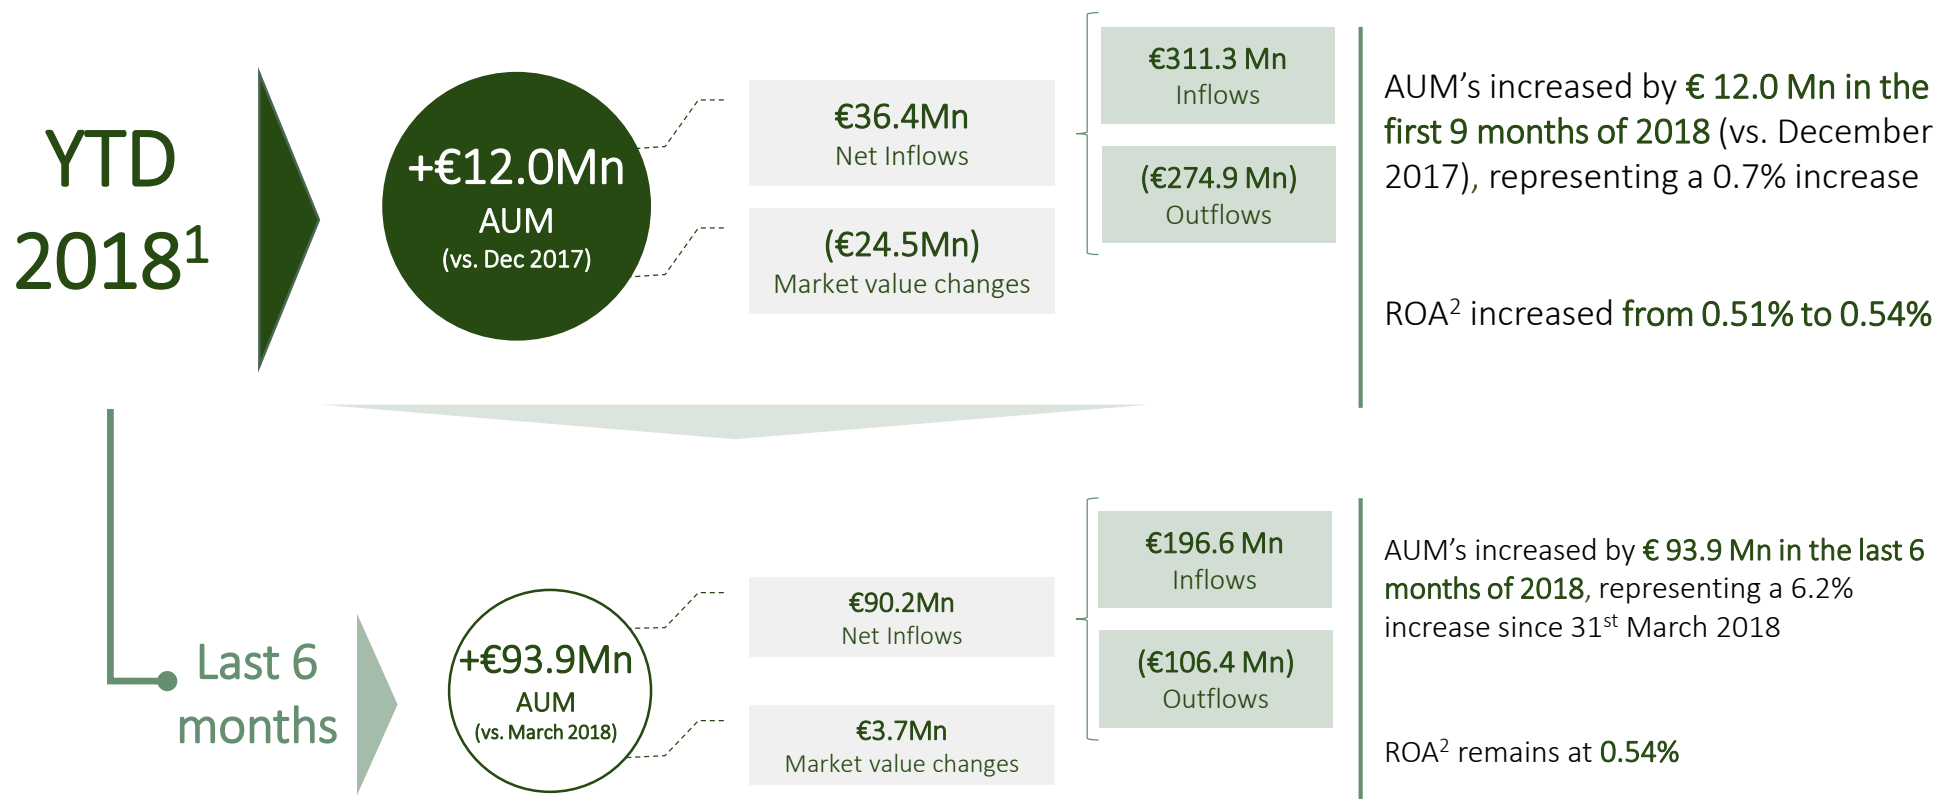 YTD
2018¹
+€12.0Mn
AUM
(vs. Dec 2017)
€36.4Mn
Net Inflows
(€24.5Mn)
Market value changes
€311.3 Mn
Inflows
(€274.9 Mn)
Outflows
AUM’s increased by € 12.0 Mn in the
first 9 months of 2018 (vs. December
2017), representing a 0.7% increase
ROA² increased from 0.51% to 0.54%
Last 6
months
+€93.9Mn
AUM
(vs. March 2018)
€90.2Mn
Net Inflows
€3.7Mn
Market value changes
€196.6 Mn
Inflows
(€106.4 Mn)
Outflows
AUM’s increased by € 93.9 Mn in the last 6
months of 2018, representing a 6.2%
increase since 31st March 2018
ROA² remains at 0.54%